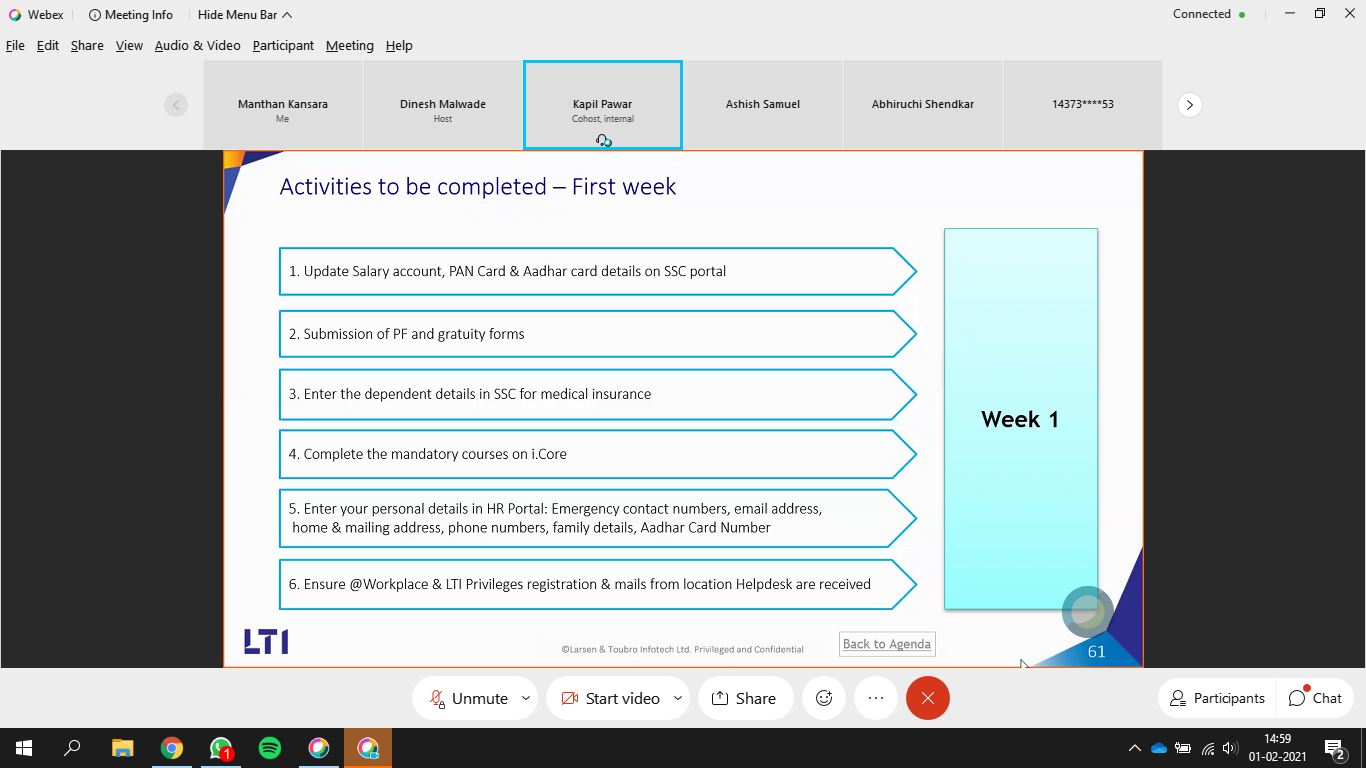 Webex
Meeting Info
Hide Menu Bar
Connected
File Edit Share View Audio & Video Participant Meeting Help
Manthan Kansara
Me
Dinesh Malwade
Host
Kapil Pawar
Cohost, internal
Ashish Samuel
Abhiruchi Shendkar
14373****53
Activities to be completed – First week
1. Update Salary account, PAN Card & Aadhar card details on SSC portal
2. Submission of PF and gratuity forms
3. Enter the dependent details in SSC for medical insurance
4. Complete the mandatory courses on i.Core
5. Enter your personal details in HR Portal: Emergency contact numbers, email address,
home & mailing address, phone numbers, family details, Aadhar Card Number
6. Ensure @Workplace & LTI Privileges registration & mails from location Helpdesk are received
Week 1
LTI
©Larsen & Toubro Infotech Ltd. Privileged and Confidential
Back to Agenda
61
Unmute
Start video
Share
Participants
Chat
1
14:59
01-02-2021
2